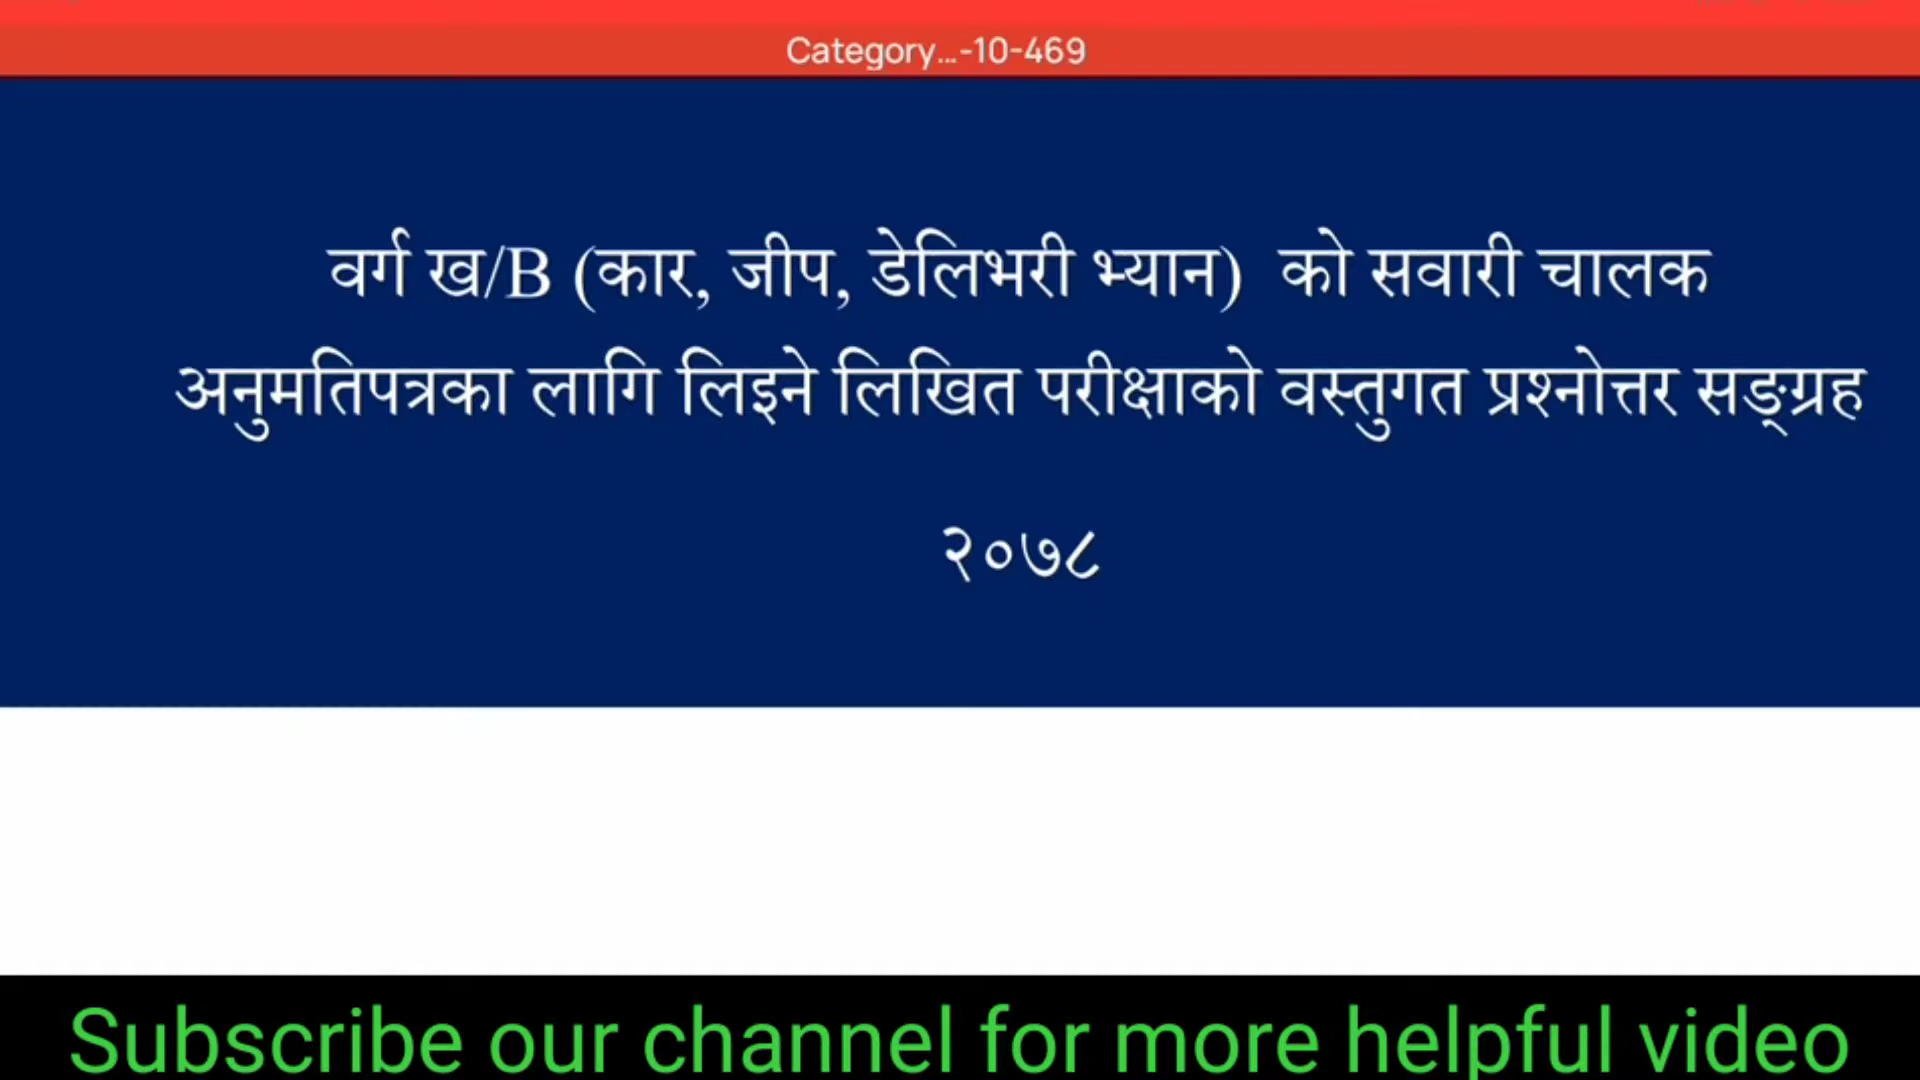 Category...-10-469
वर्ग ख/B (कार, जीप, डेलिभरी भ्यान) को सवारी चालक
अनुमतिपत्रका लागि लिइने लिखित परीक्षाको वस्तुगत प्रश्नोत्तर सङ्ग्रह
२०७८
Subscribe our channel for more helpful video